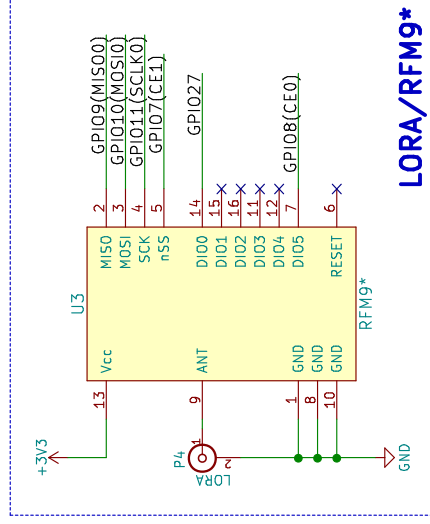 LORA/RFM9*
GPIO9(MISO0)
GPIO10(MOSI0)
GPIO11(SCLK0)
GPIO7(CE1)
GPIO27
GPIO8(CE0)
2
3
4
5
14
15
16
11
12
7
6
MISO
MOSI
SCK
nSS
DIO0
DIO1
DIO2
DIO3
DIO4
DIO5
RESET
U3
RFM9*
Vcc
ANT
GND
GND
GND
13
9
1
8
10
+3V3
P4
1
2
LORA
GND